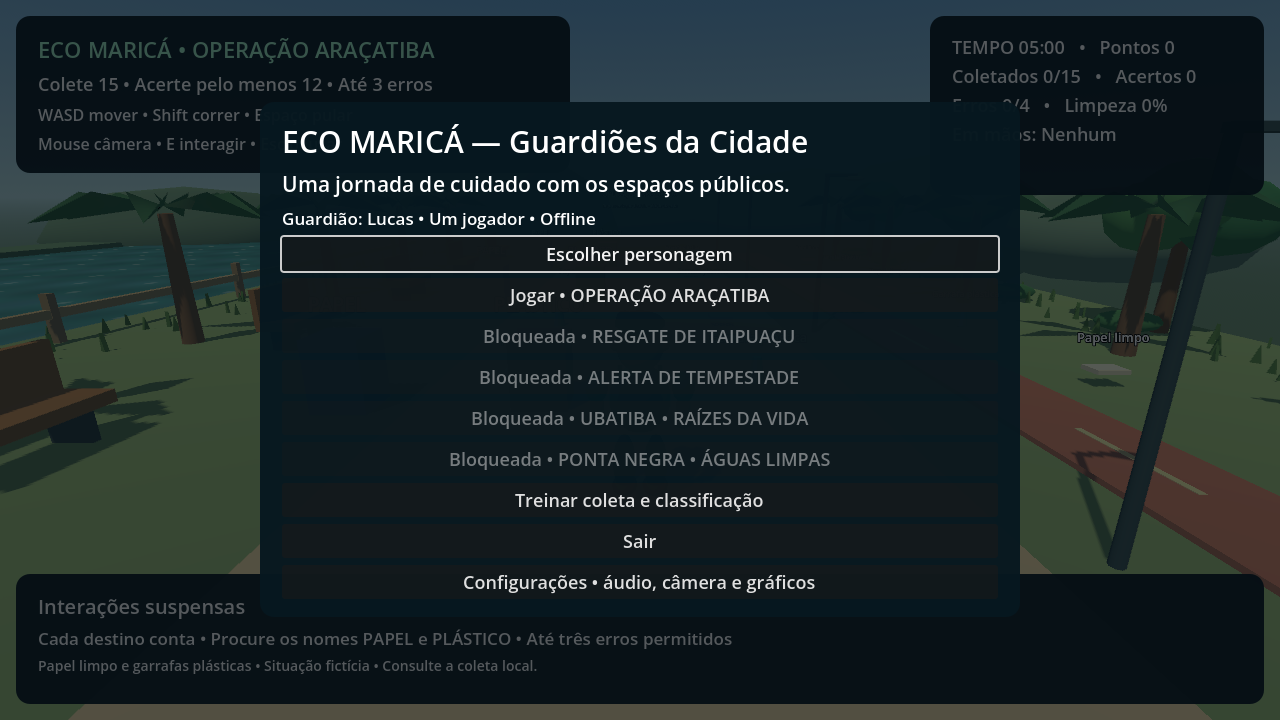 ECO MARICÁ • OPERAÇÃO ARAÇATIBA
Colete 15 • Acerte pelo menos 12 • Até 3 erros
WASD mover • Shift correr •
Mouse câmera • E interagir •
TEMPO 05:00 • Pontos 0
Coletados 0/15 • Acertos 0
0/4 • Limpeza 0%
mãos: Nenhum
ECO MARICÁ — Guardiões da Cidade
Uma jornada de cuidado com os espaços públicos.
Guardião: Lucas • Um jogador • Offline
Escolher personagem
Jogar • OPERAÇÃO ARAÇATIBA
Bloqueada • RESGATE DE ITAIPUAÇU
Bloqueada • ALERTA DE TEMPESTADE
Bloqueada • UBATIBA • RAÍZES DA VIDA
Bloqueada • PONTA NEGRA • ÁGUAS LIMPAS
Treinar coleta e classificação
Sair
Configurações • áudio, câmera e gráficos
Papel limpo
Interações suspensas
Cada destino conta • Procure os nomes PAPEL e PLÁSTICO • Até três erros permitidos
Papel limpo e garrafas plásticas • Situação fictícia • Consulte a coleta local.